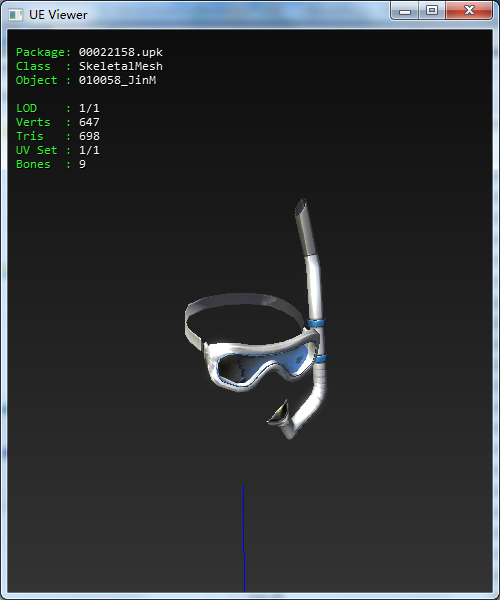 UE Viewer
Package: 00022158.upk
Class : SkeletalMesh
Object : 010058_JinM
LOD : 1/1
Verts : 647
Tris : 698
UV Set : 1/1
Bones : 9